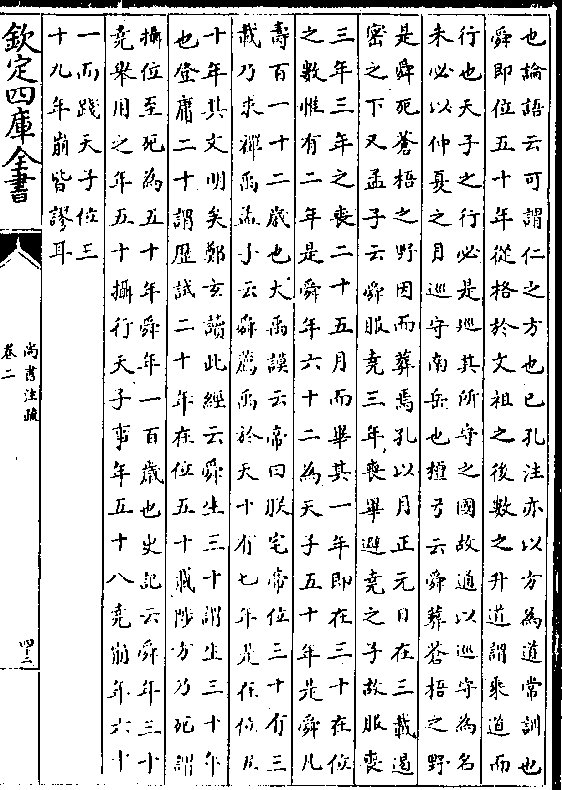 也論語云可謂仁之方也已孔注亦以方為道常訓也
舜即位五十年從格於文祖之後數之升道謂乘道而
行也天子之行必是巡其所守之國故道以巡守為名
未必以仲夏之月巡守南岳也檀弓云舜葬蒼梧之野
是舜死蒼梧之野因而葬焉孔以月正元日在三載遏
密之下又孟子云舜服堯三年喪畢避堯之子故服喪
三年三年之喪二十五月而畢其一年即在三十在位
之數惟有二年是舜年六十二為天子五十年是舜凡
壽百一十二歲也大禹謨云帝曰朕宅帝位三十有三
載乃求禪禹孟子云舜薦禹於天十有七年是在位五
十年其文明矣鄭玄讀此經云舜生三十謂生三十年
也登庸二十謂歷試二十年在位五十載陟方乃死謂
攝位至死為五十年舜年一百歲也史記云舜年三十
堯舉用之年五十攝行天子事年五十八堯崩年六十
一而踐天子位三
十九年崩皆謬耳
欽定四庫全書
尚書注疏
卷二
四十三